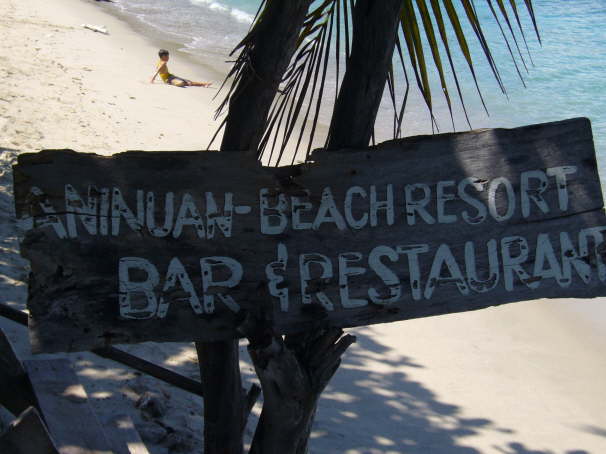 ANINUAN-BEACH RESORT
BAR & RESTAURANT